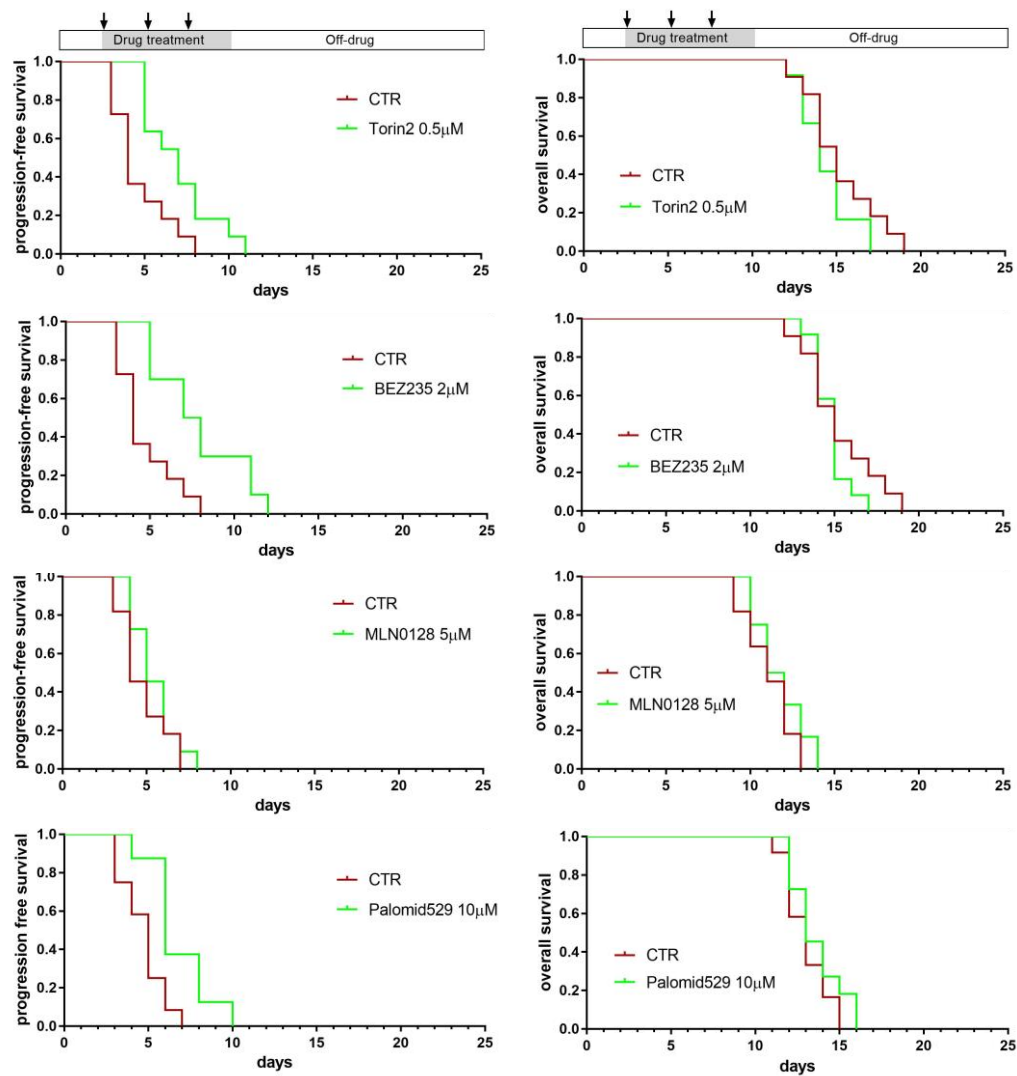 Drug treatment Off-drug
1.0
0.8
0.6
0.4
0.2
0.0
progression-free survival
CTR
Torin2 0.5μM
0 5 10 15 20 25
days
Drug treatment Off-drug
1.0
0.8
0.6
0.4
0.2
0.0
overall survival
CTR
Torin2 0.5μM
0 5 10 15 20 25
days
1.0
0.8
0.6
0.4
0.2
0.0
progression-free survival
CTR
BEZ235 2μM
0 5 10 15 20 25
days
1.0
0.8
0.6
0.4
0.2
0.0
overall survival
CTR
BEZ235 2μM
0 5 10 15 20 25
days
1.0
0.8
0.6
0.4
0.2
0.0
progression-free survival
CTR
MLN0128 5μM
0 5 10 15 20 25
days
1.0
0.8
0.6
0.4
0.2
0.0
overall survival
CTR
MLN0128 5μM
0 5 10 15 20 25
days
1.0
0.8
0.6
0.4
0.2
0.0
progression free survival
CTR
Palomid529 10μM
0 5 10 15 20 25
days
1.0
0.8
0.6
0.4
0.2
0.0
overall survival
CTR
Palomid529 10μM
0 5 10 15 20 25
days